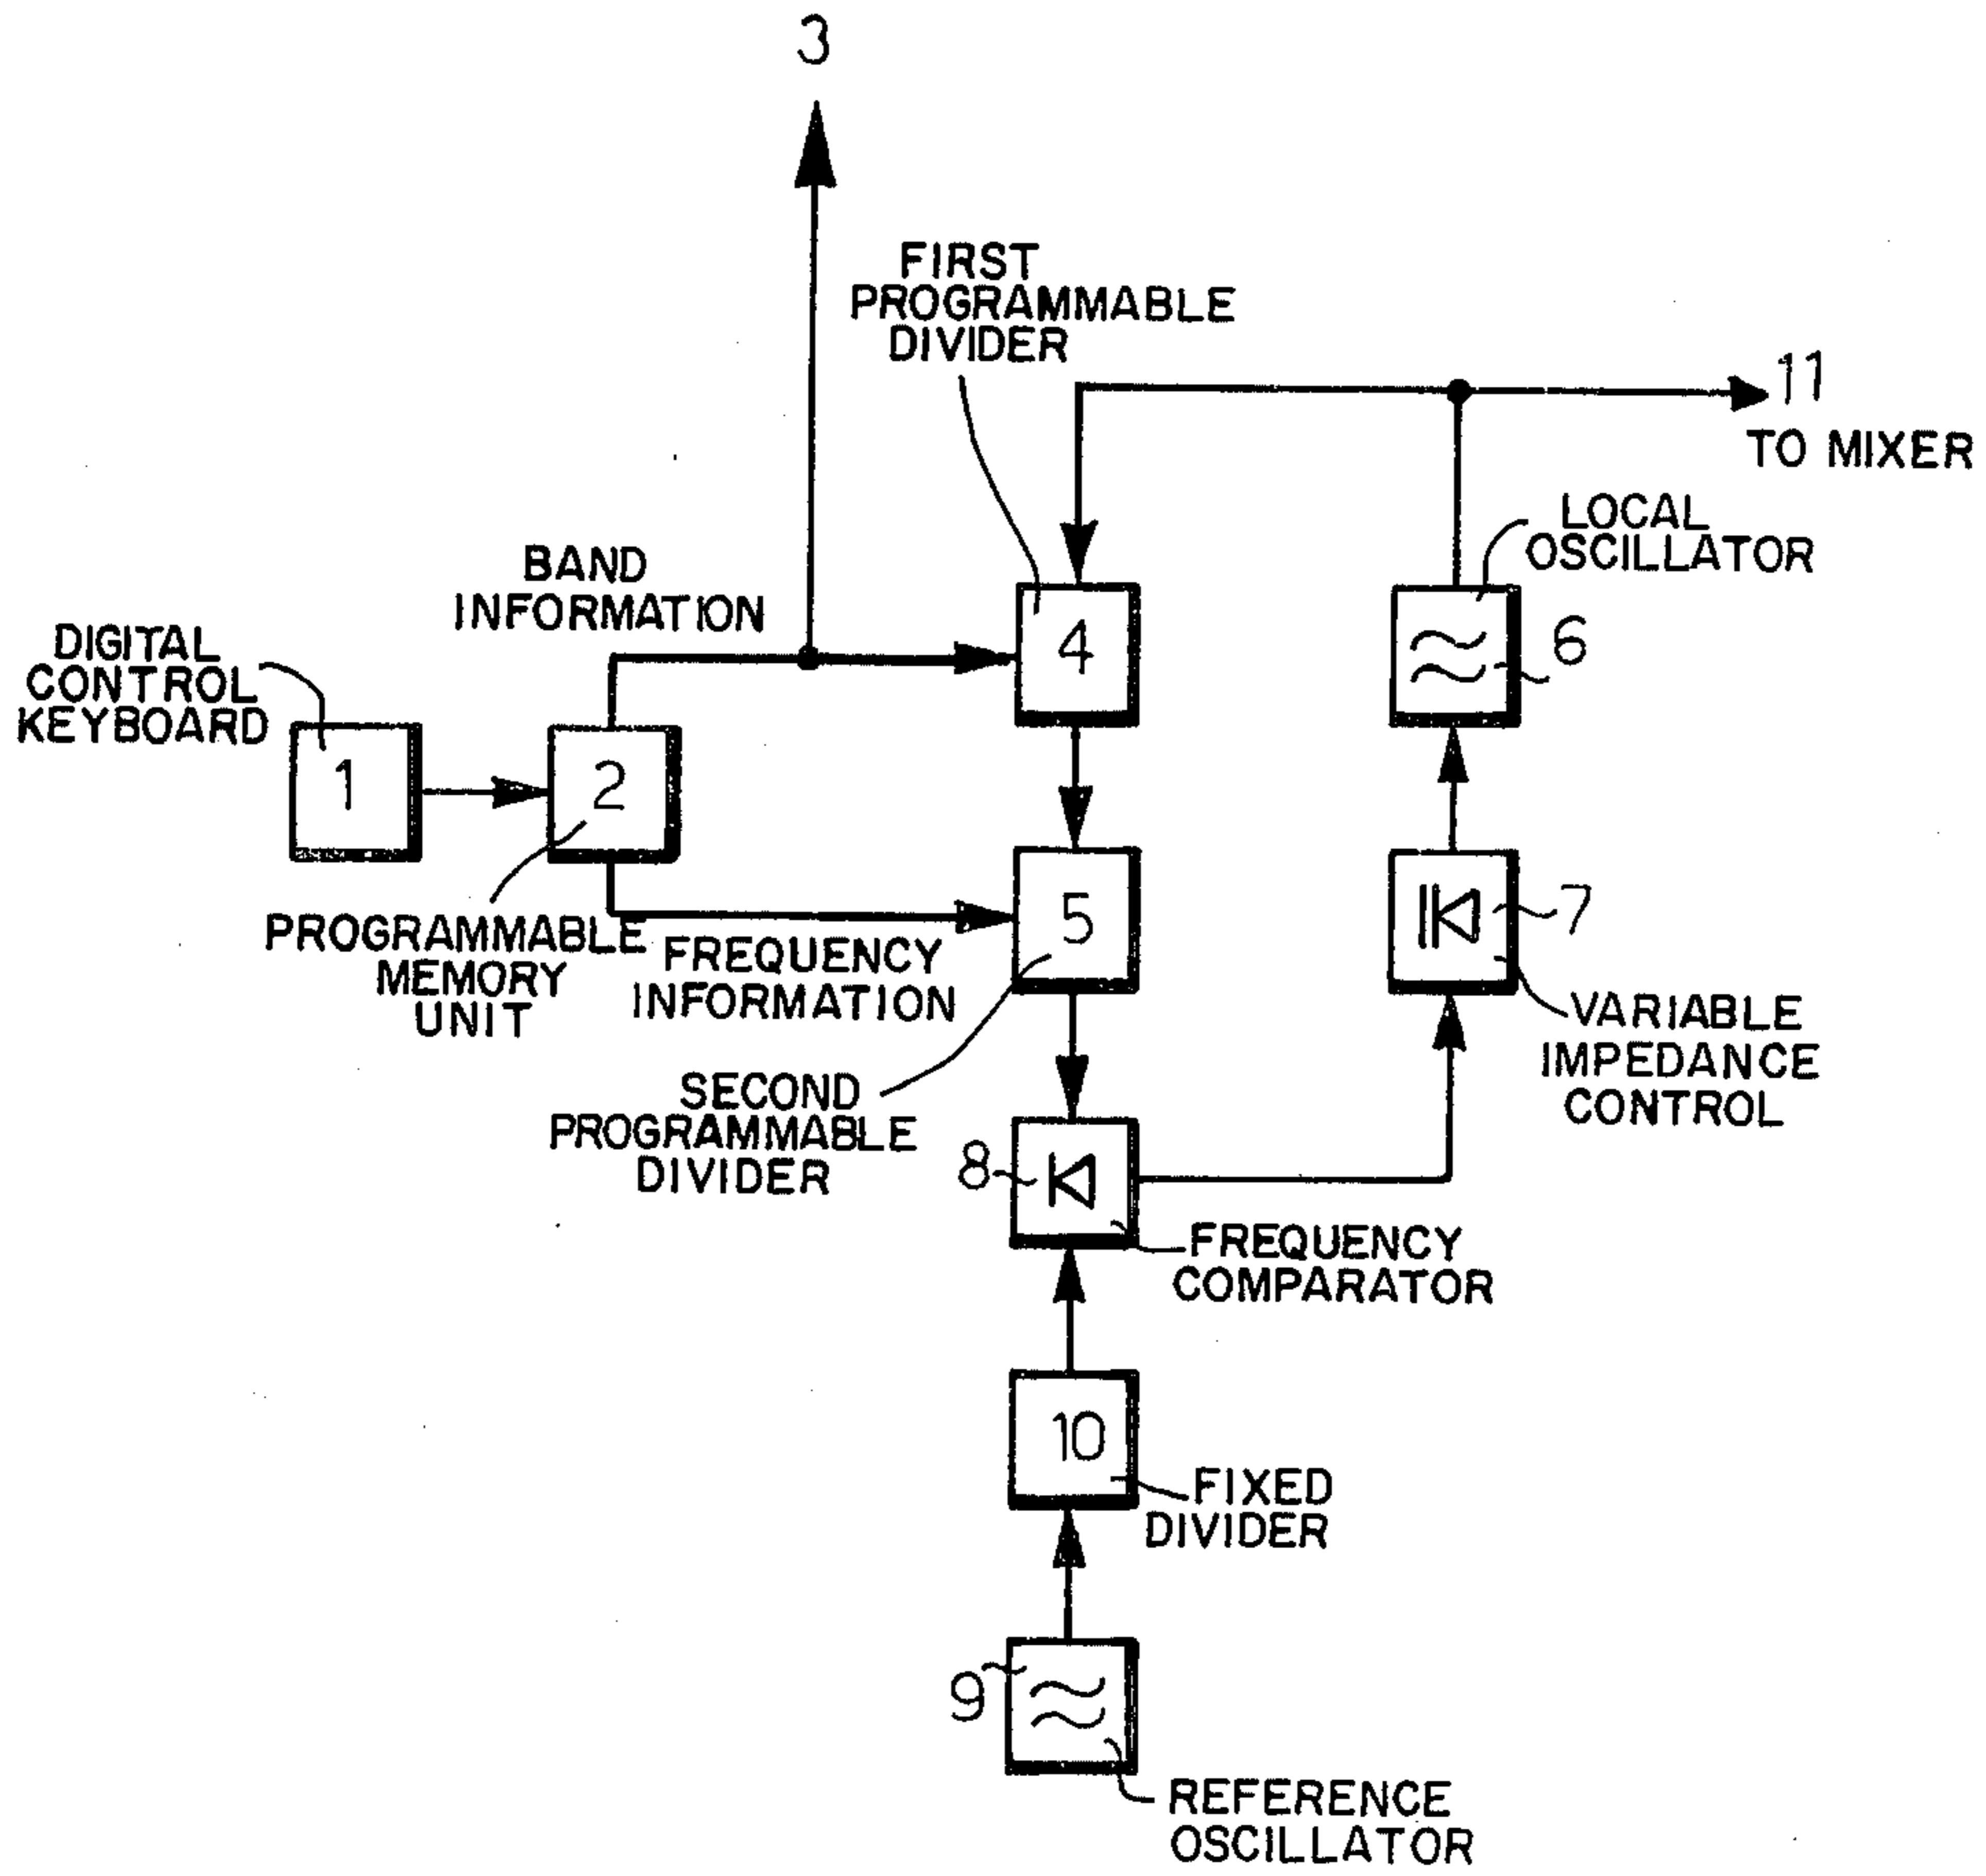 3
FIRST
PROGRAMMABLE
DIVIDER
11
TO MIXER
LOCAL
OSCILLATOR
BAND
INFORMATION
4
6
DIGITAL
CONTROL
KEYBOARD
1
2
5
7
PROGRAMMABLE
MEMORY
UNIT
FREQUENCY
INFORMATION
VARIABLE
IMPEDANCE
CONTROL
SECOND
PROGRAMMABLE
DIVIDER
8
FREQUENCY
COMPARATOR
10
FIXED
DIVIDER
9
REFERENCE
OSCILLATOR